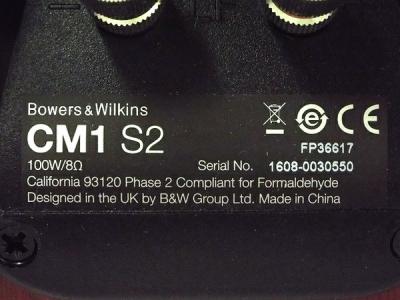 Bowers & Wilkins
CM1 S2
FP36617
100W/8Ω Serial No. 1608-0030550
California 93120 Phase 2 Compliant for Formaldehyde
Designed in the UK by B&W Group Ltd. Made in China